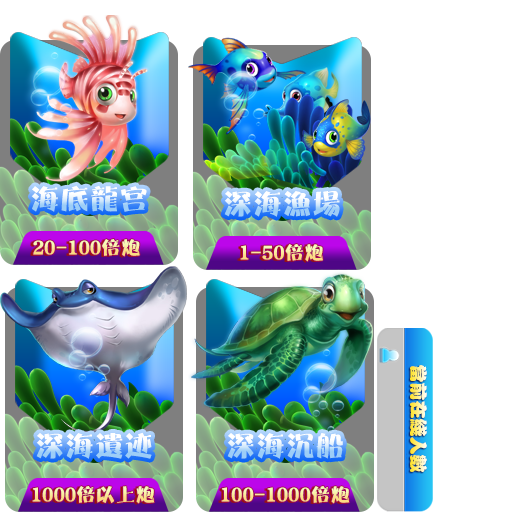 海底龍宮
20-100倍炮
深海漁場
1-50倍炮
深海遺迹
1000倍以上炮
深海沉船
100-1000倍炮
當前在綫人數